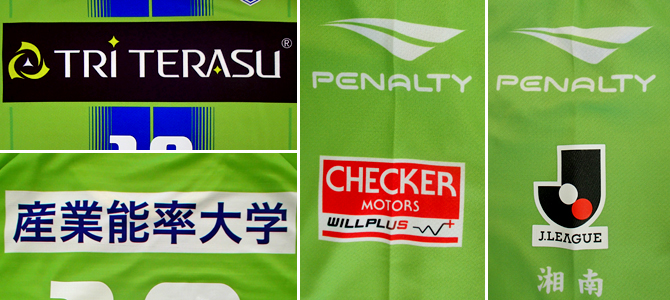 TRI TERASU®
産業能率大学
PENALTY
CHECKER
MOTORS
WILLPLUS
PENALTY
J.LEAGUE
湘南